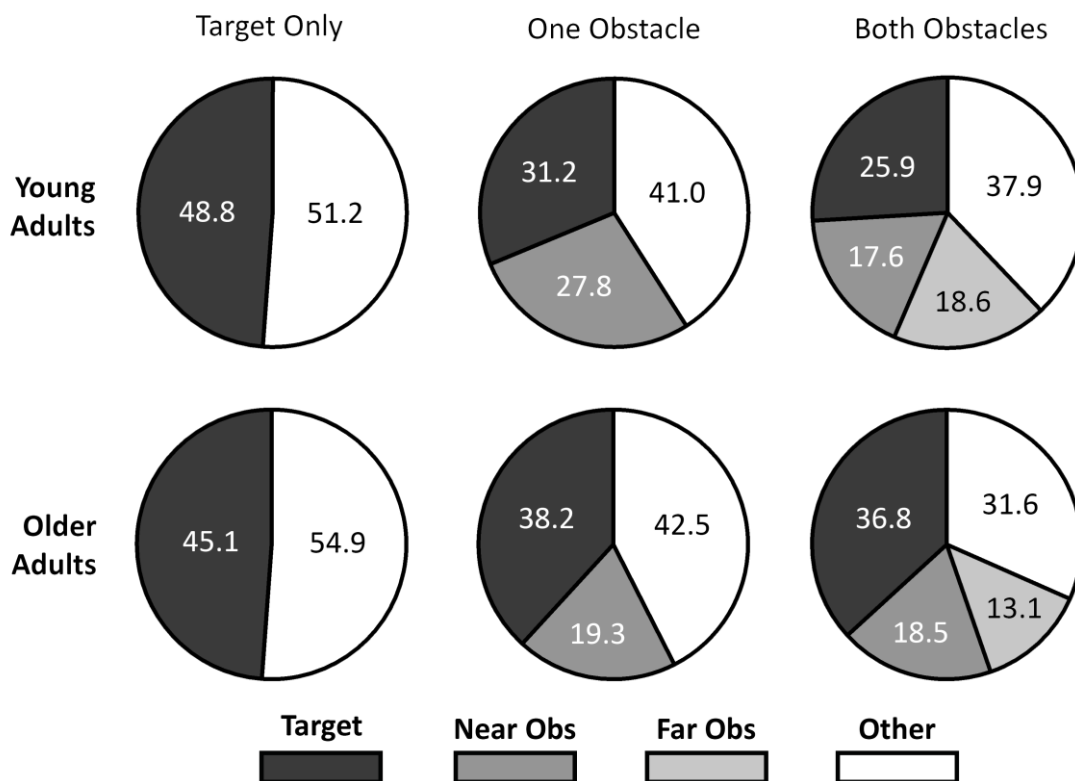 Target Only One Obstacle Both Obstacles
Young
Adults
48.8 51.2
31.2 41.0
27.8
25.9 37.9
17.6
18.6
Older
Adults
45.1 54.9
38.2 42.5
19.3
36.8 31.6
18.5 13.1
Target Near Obs Far Obs Other